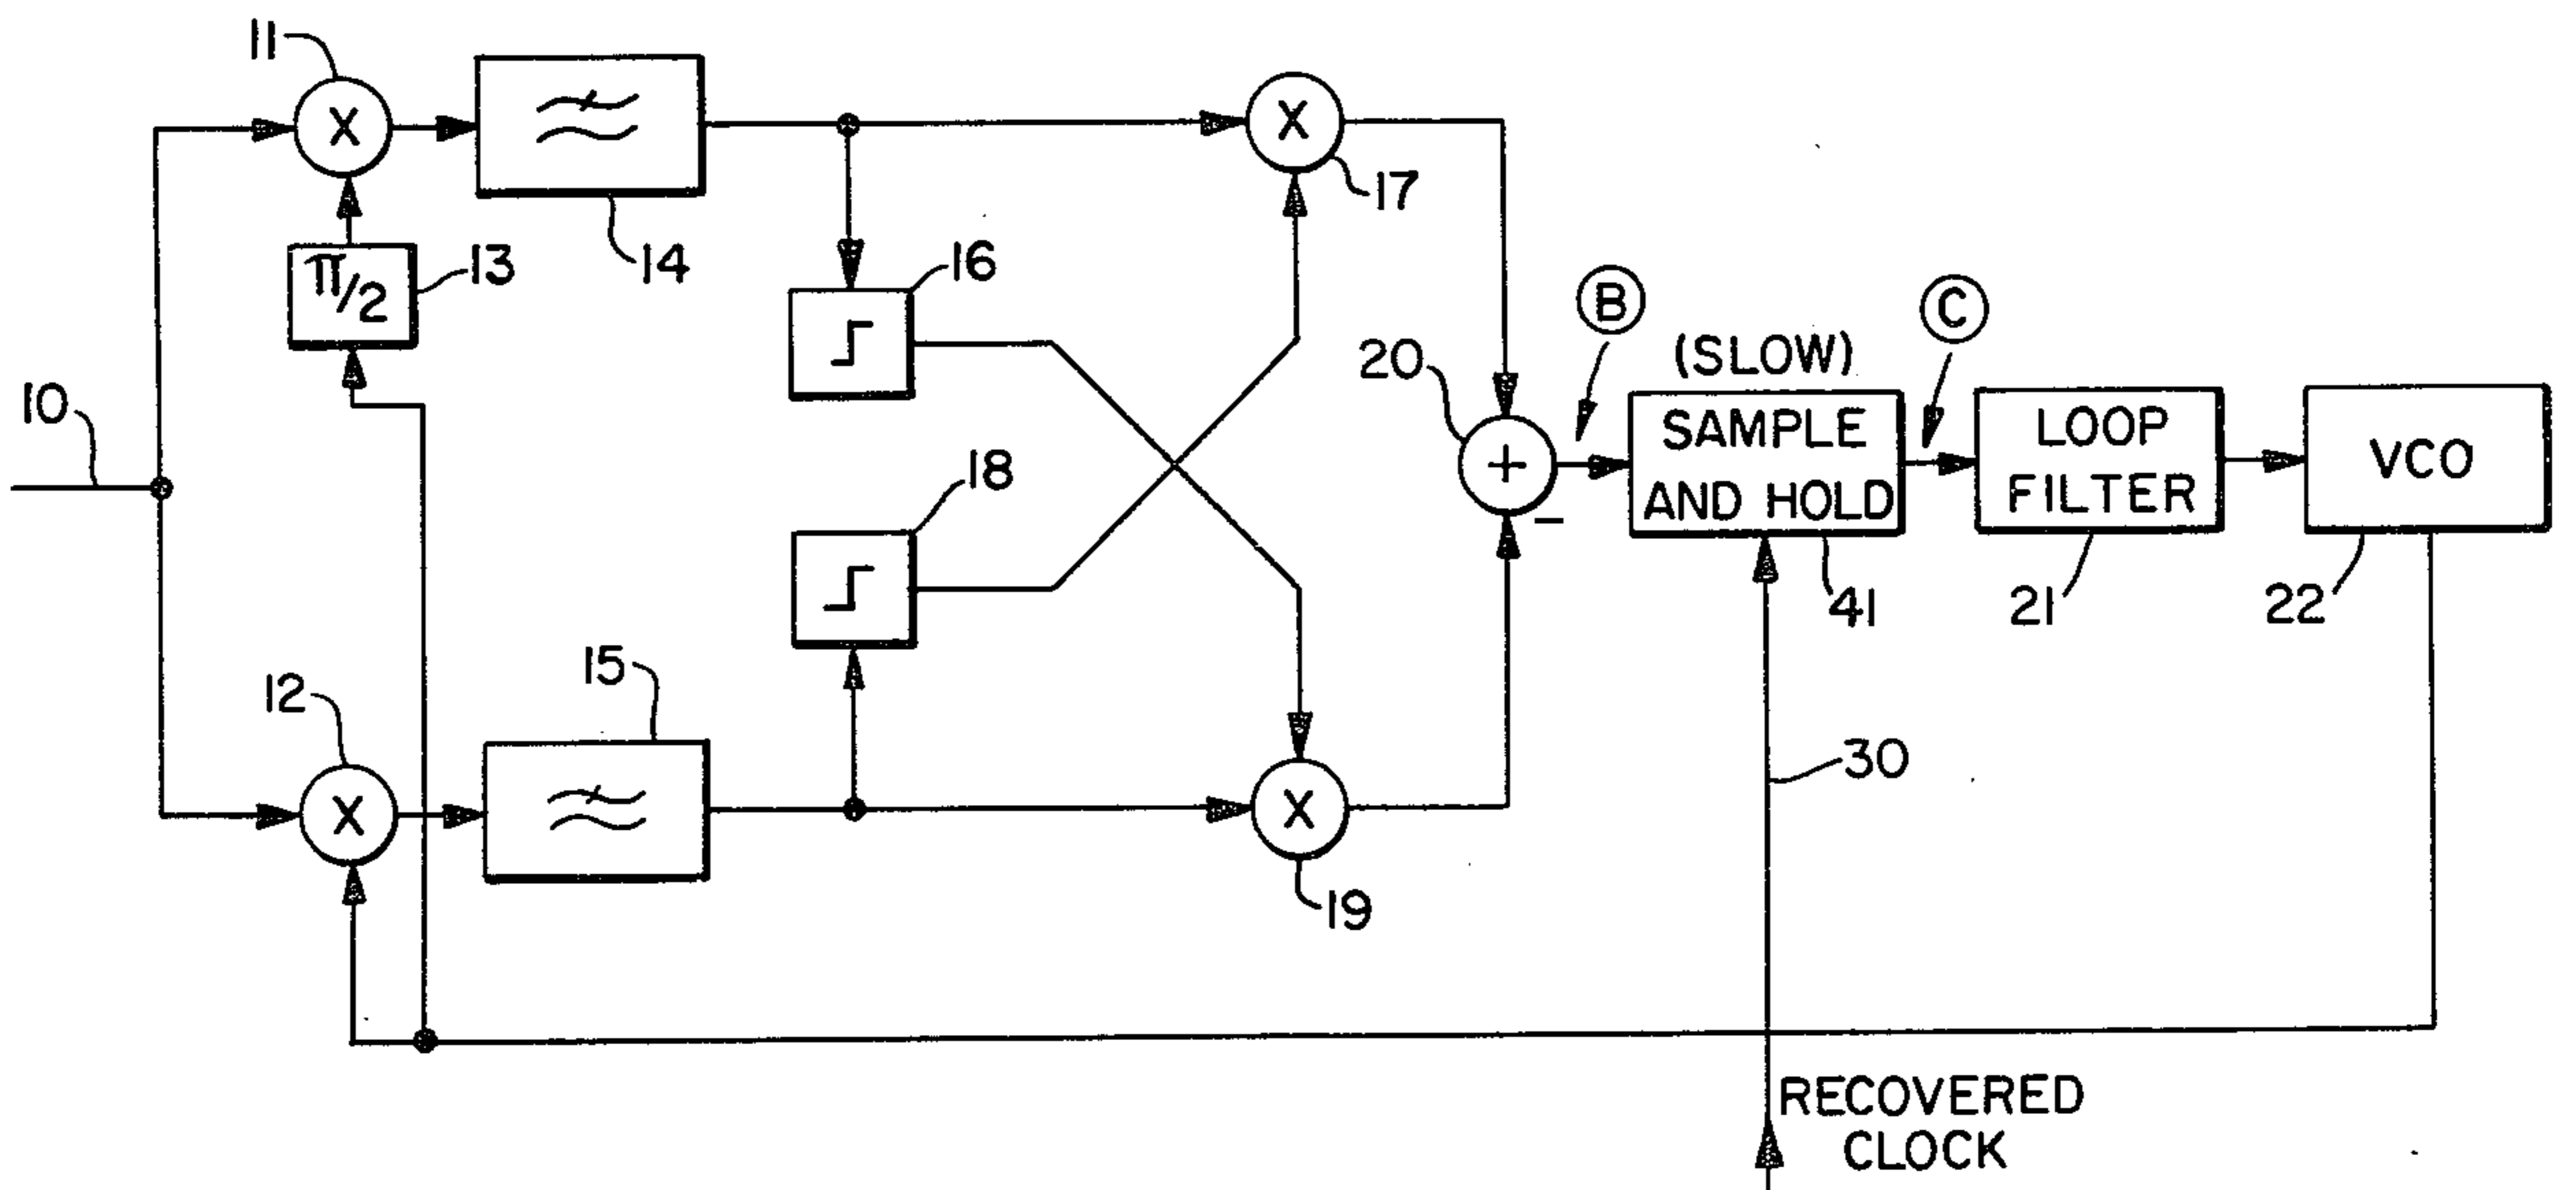 11
X
X
17
π/2
13
14
16
10
20
B
(SLOW)
C
SAMPLE
AND HOLD
LOOP
FILTER
VCO
+
-
18
41
21
22
12
15
X
X
19
30
RECOVERED
CLOCK